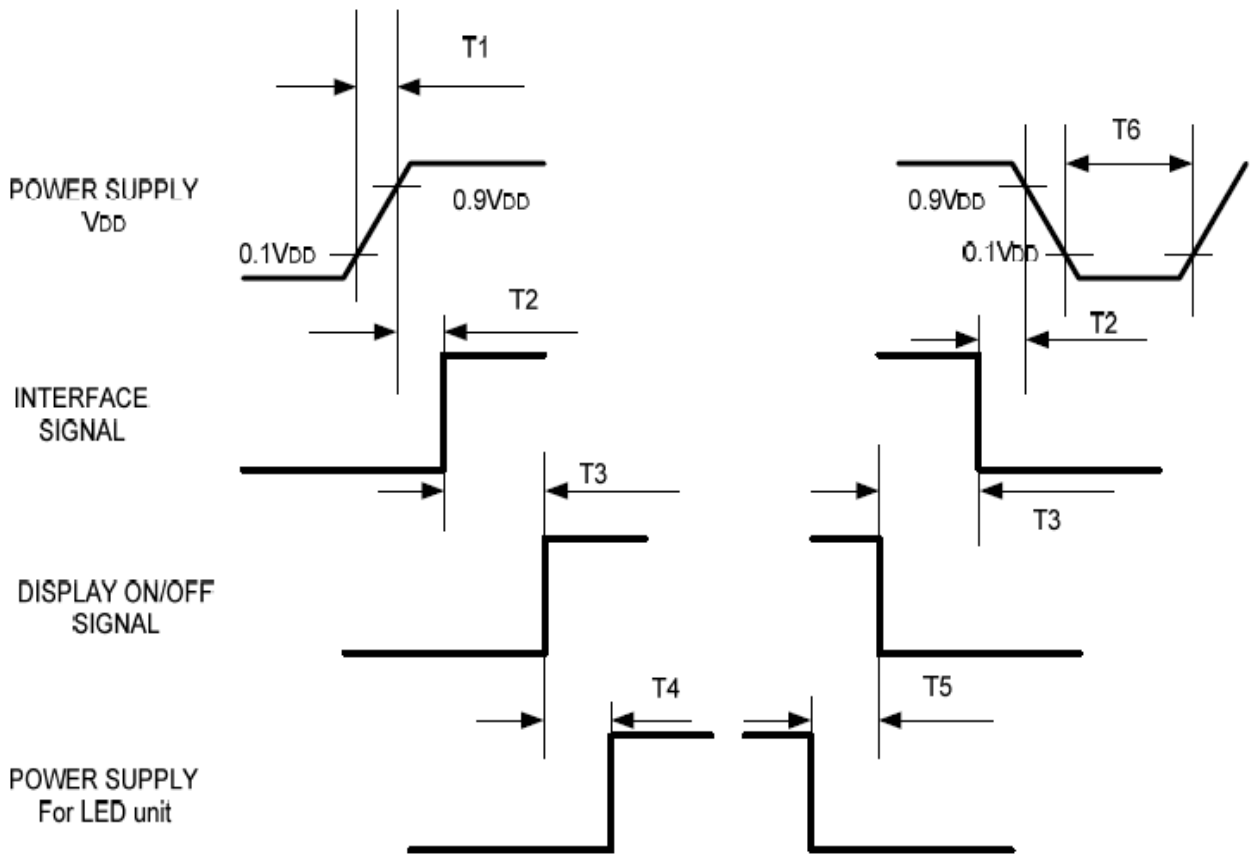 T1
T6
POWER SUPPLY
VDD
0.9VDD
0.9VDD
0.1VDD
0.1VDD
T2
T2
INTERFACE
SIGNAL
T3
T3
DISPLAY ON/OFF
SIGNAL
T4
T5
POWER SUPPLY
For LED unit